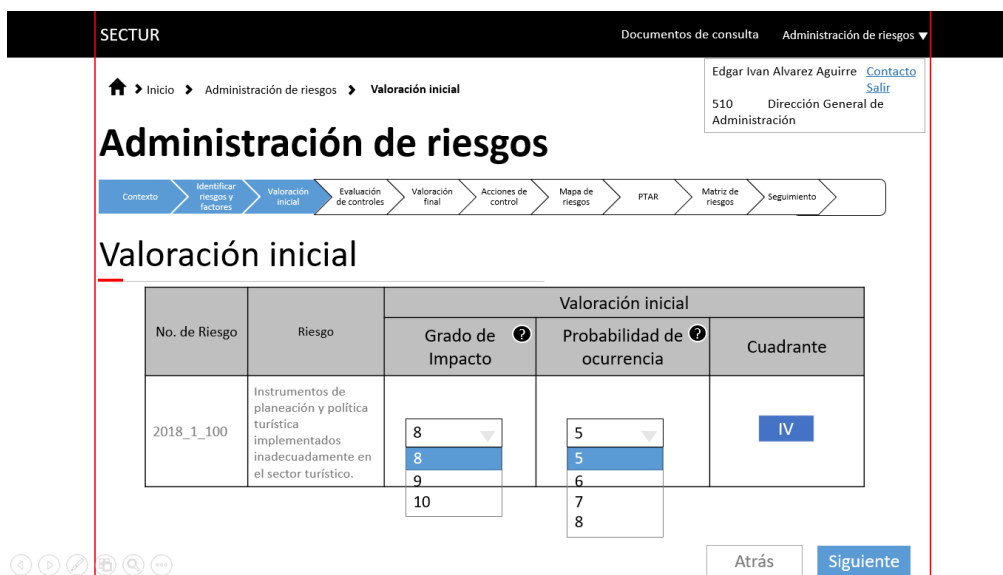 SECTUR
Documentos de consulta
Administración de riesgos ▼
Edgar Ivan Alvarez Aguirre Contacto
Salir
510 Dirección General de
Administración
Inicio > Administración de riesgos > Valoración inicial
Administración de riesgos
Contexto
Identificar
riesgos y
factores
Valoración
inicial
Evaluación
de controles
Valoración
final
Acciones de
control
Mapa de
riesgos
PTAR
Matriz de
riesgos
Seguimiento
Valoración inicial
No. de Riesgo
Riesgo
Valoración inicial
Grado de
Impacto
?
Probabilidad de
ocurrencia
?
Cuadrante
2018_1_100
Instrumentos de
planeación y política
turística
implementados
inadecuadamente en
el sector turístico.
8
8
9
10
5
5
6
7
8
IV
Atrás
Siguiente